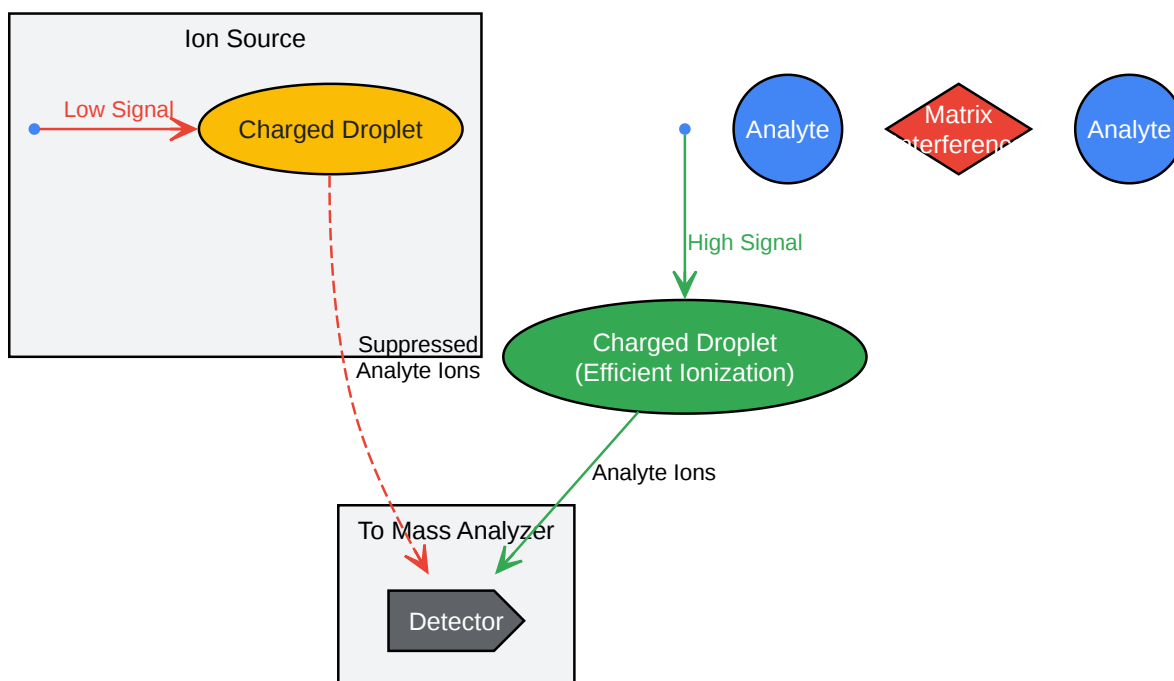 Ion Source
Low Signal
Charged Droplet
Analyte
Matrix
nterferenc
Analyte
High Signal
Suppressed
Analyte Ions
Charged Droplet
(Efficient Ionization)
Analyte Ions
To Mass Analyzer
Detector